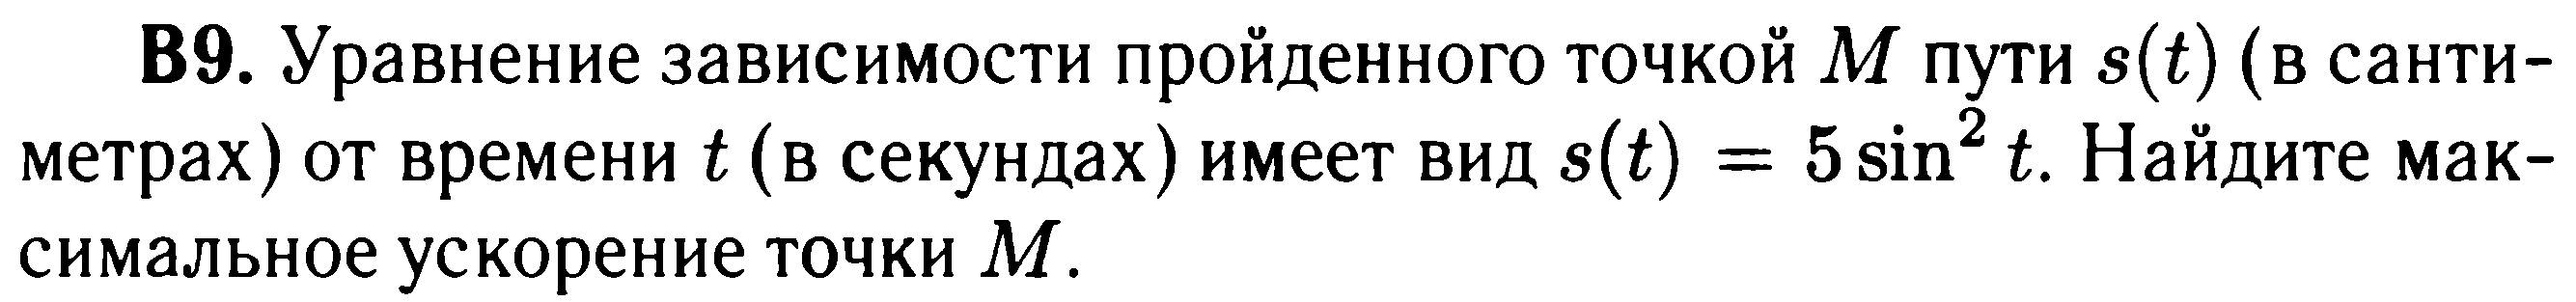 В9. Уравнение зависимости пройденного точкой M пути s(t) (в санти-
метрах) от времени t (в секундах) имеет вид s(t) = 5 sin² t. Найдите мак-
симальное ускорение точки M.